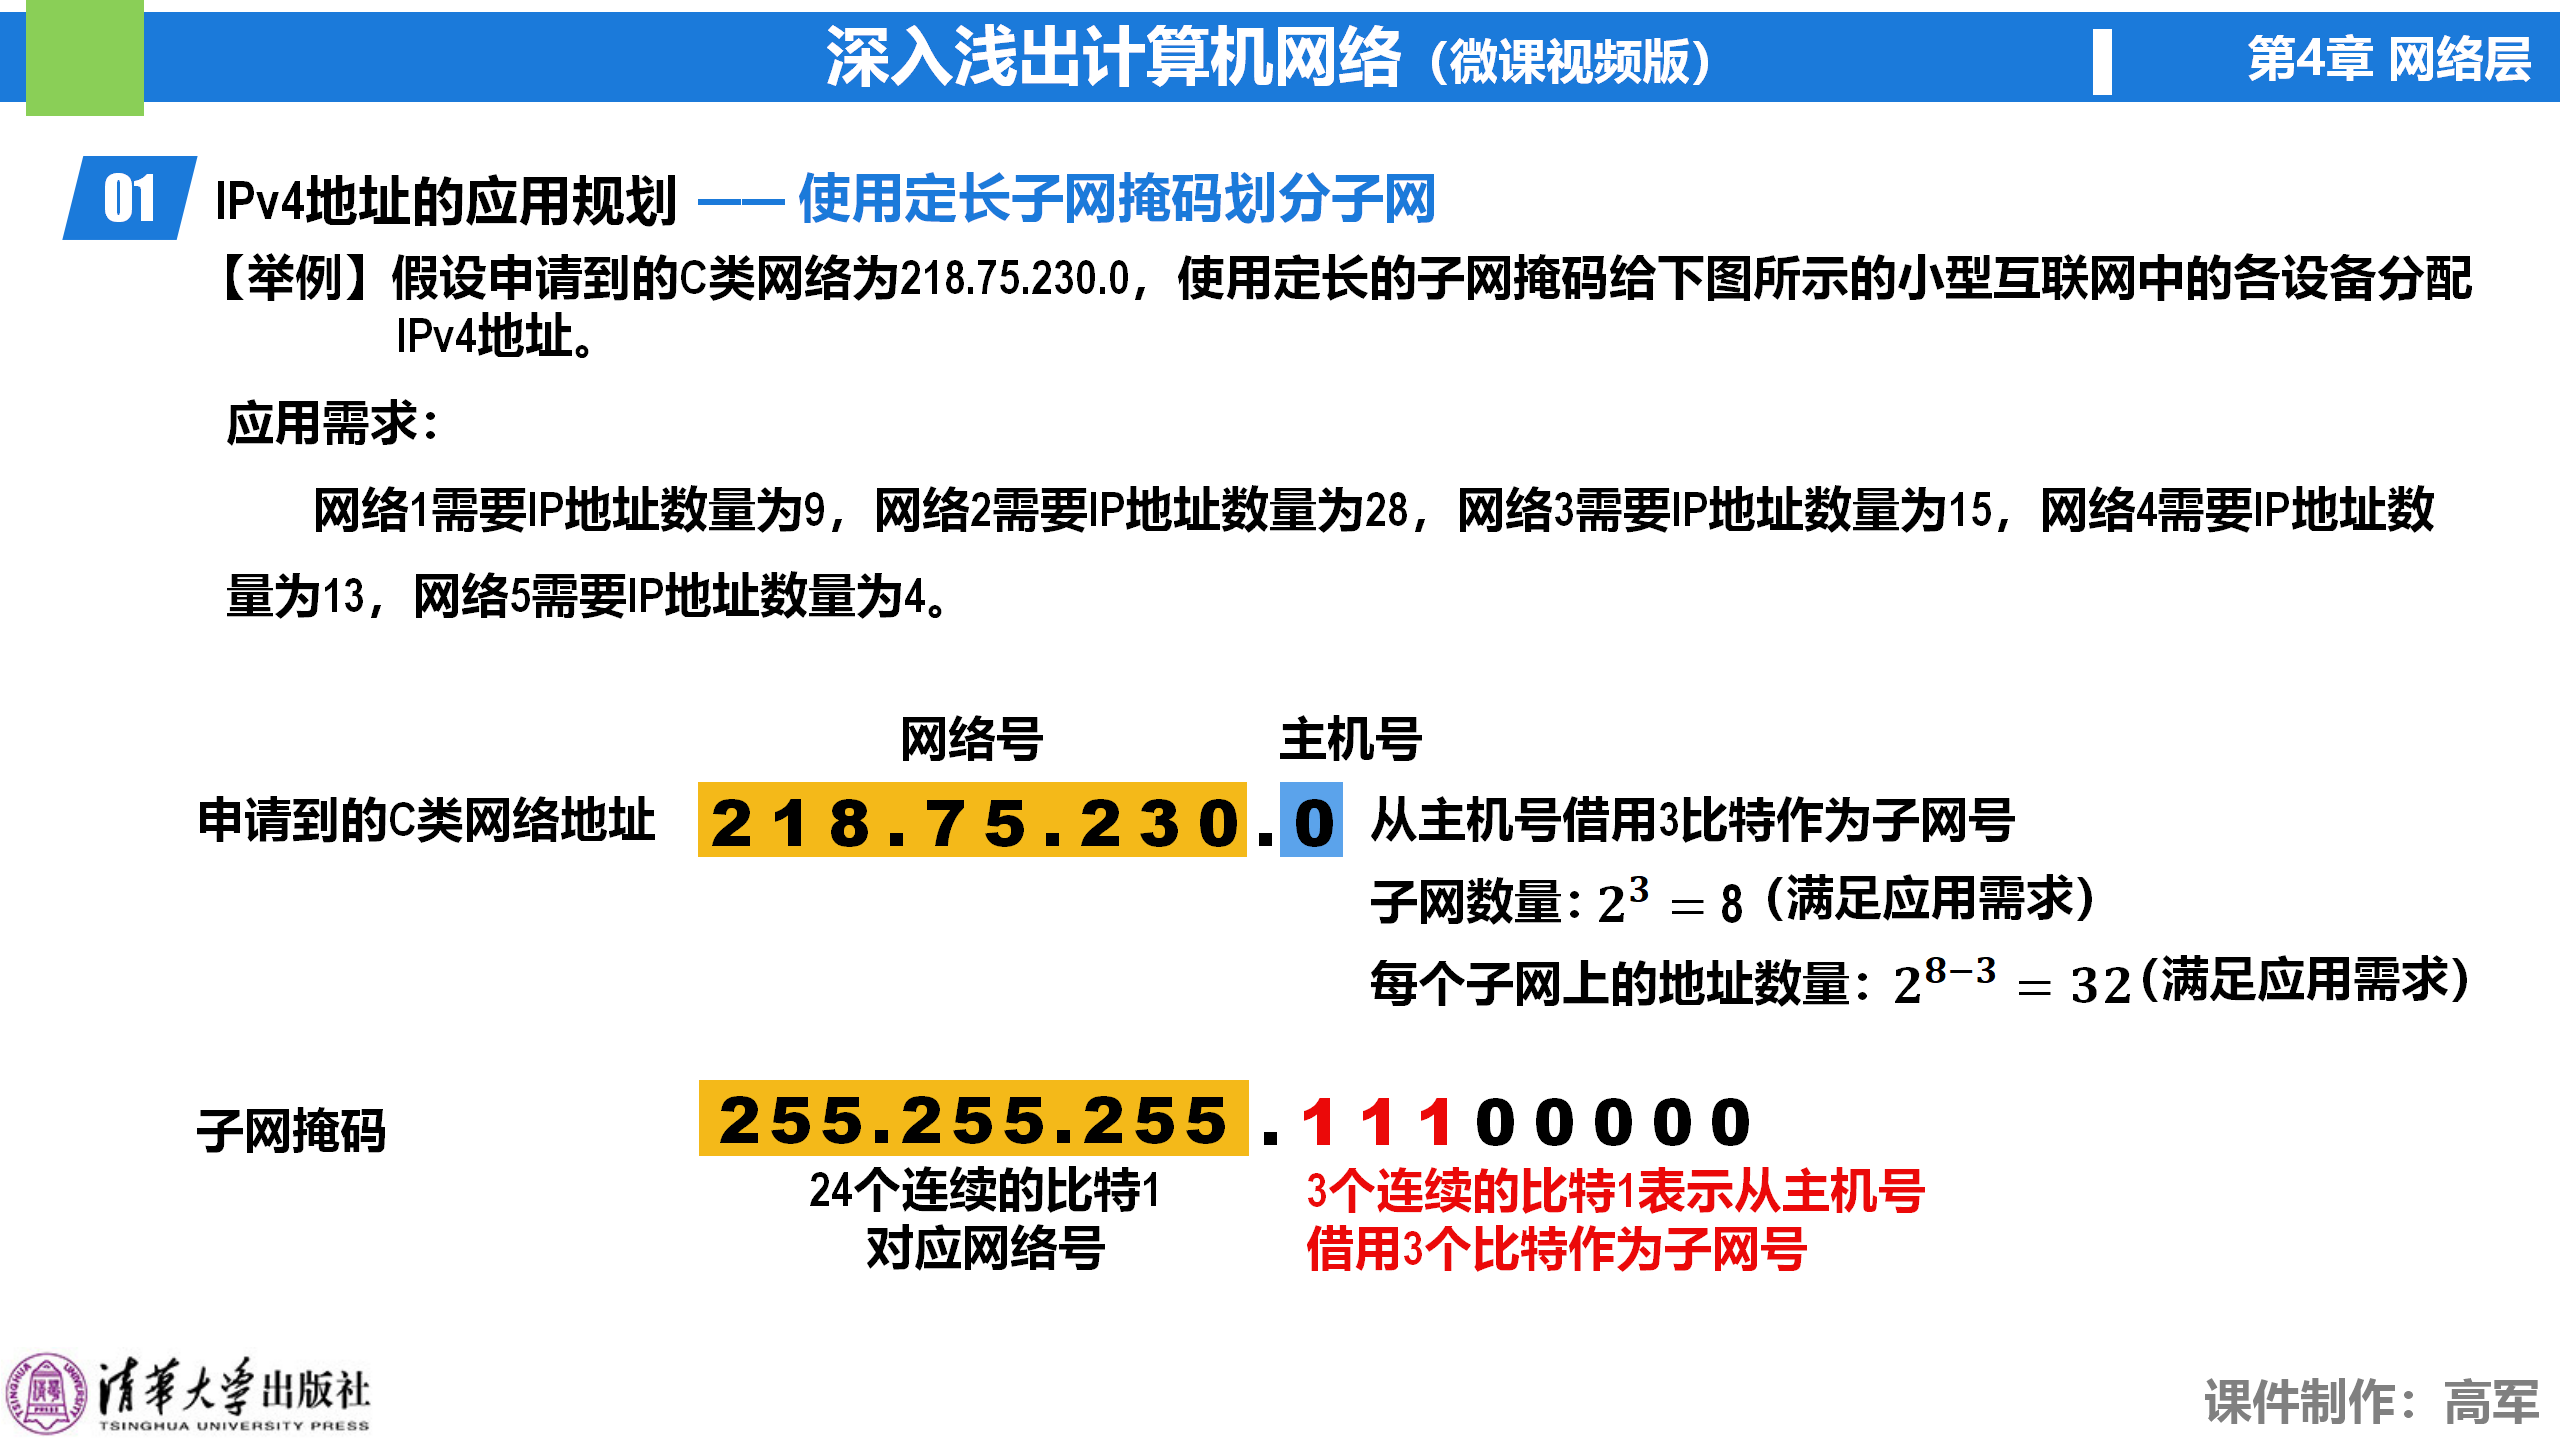 深入浅出计算机网络（微课视频版）
第4章 网络层
01 IPv4地址的应用规划 —— 使用定长子网掩码划分子网
【举例】假设申请到的C类网络为218.75.230.0，使用定长的子网掩码给下图所示的小型互联网中的各设备分配
IPv4地址。
应用需求：
网络1需要IP地址数量为9，网络2需要IP地址数量为28，网络3需要IP地址数量为15，网络4需要IP地址数
量为13，网络5需要IP地址数量为4。
网络号 主机号
申请到的C类网络地址 218.75.230.0 从主机号借用3比特作为子网号
子网数量：2³ = 8（满足应用需求）
每个子网上的地址数量：2⁸⁻³ = 32（满足应用需求）
子网掩码 255.255.255.11100000
24个连续的比特1
对应网络号
3个连续的比特1表示从主机号
借用3个比特作为子网号
清华大学出版社
TSINGHUA UNIVERSITY PRESS
课件制作：高军